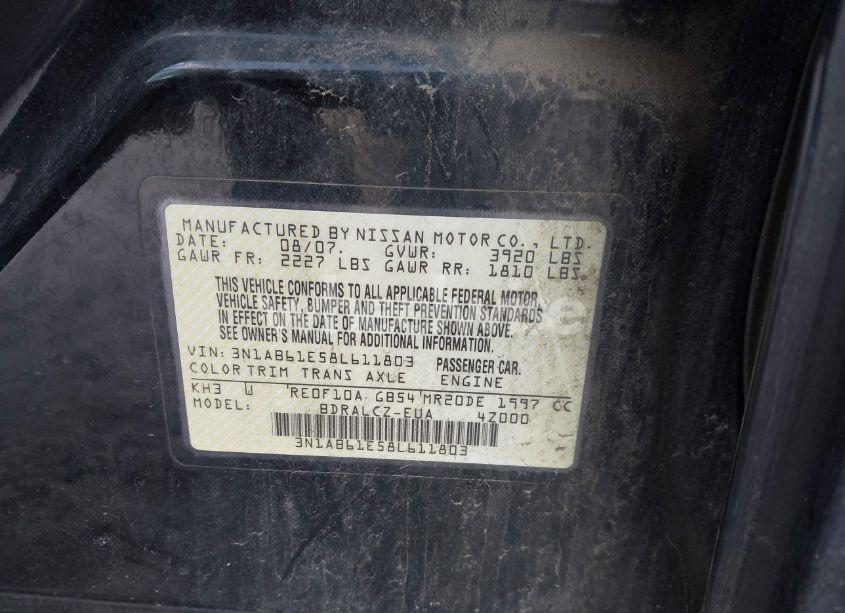 MANUFACTURED BY NISSAN MOTOR CO., LTD.
DATE: 08/07. GVWR: 3920 LBS
GAWR FR: 2227 LBS GAWR RR: 1810 LBS
THIS VEHICLE CONFORMS TO ALL APPLICABLE FEDERAL MOTOR
VEHICLE SAFETY, BUMPER AND THEFT PREVENTION STANDARDS
IN EFFECT ON THE DATE OF MANUFACTURE SHOWN ABOVE.
SEE OWNER'S MANUAL FOR ADDITIONAL INFORMATION.
VIN: 3N1AB61E58L611803 PASSENGER CAR.
COLOR TRIM TRANS AXLE ENGINE
KH3 W RE0F10A GB54 MR20DE 1997 CC
MODEL: BDRALCZ-EUA 4Z000
3N1AB61E58L611803